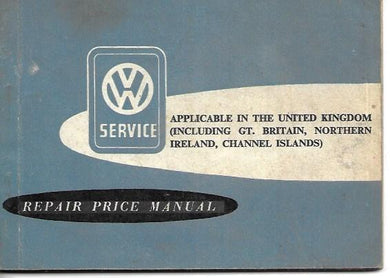 VW
SERVICE
APPLICABLE IN THE UNITED KINGDOM
(INCLUDING GT. BRITAIN, NORTHERN
IRELAND, CHANNEL ISLANDS)
REPAIR PRICE MANUAL